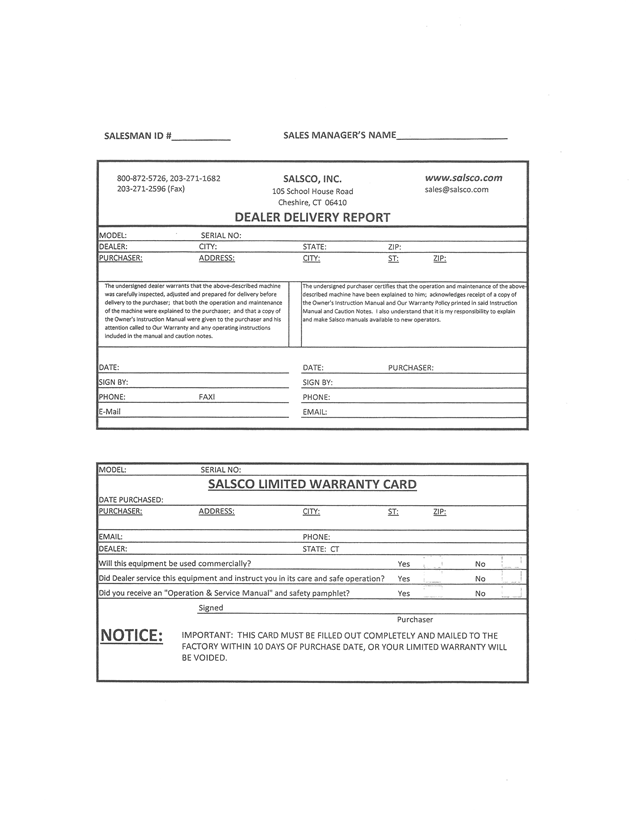 SALESMAN ID #____________ SALES MANAGER'S NAME______________________
800-872-5726, 203-271-1682 SALSCO, INC. www.salsco.com
203-271-2596 (Fax) 105 School House Road sales@salsco.com
Cheshire, CT 06410
DEALER DELIVERY REPORT
MODEL: SERIAL NO:
DEALER: CITY: STATE: ZIP:
PURCHASER: ADDRESS: CITY: ST: ZIP:
The undersigned dealer warrants that the above-described machine
was carefully inspected, adjusted and prepared for delivery before
delivery to the purchaser; that both the operation and maintenance
of the machine were explained to the purchaser; and that a copy of
the Owner's Instruction Manual were given to the purchaser and his
attention called to Our Warranty and any operating instructions
included in the manual and caution notes.
The undersigned purchaser certifies that the operation and maintenance of the above-
described machine have been explained to him; acknowledges receipt of a copy of
the Owner's Instruction Manual and Our Warranty Policy printed in said Instruction
Manual and Caution Notes. I also understand that it is my responsibility to explain
and make Salsco manuals available to new operators.
DATE: DATE: PURCHASER:
SIGN BY: SIGN BY:
PHONE: FAXI PHONE:
E-Mail EMAIL:
MODEL: SERIAL NO:
SALSCO LIMITED WARRANTY CARD
DATE PURCHASED:
PURCHASER: ADDRESS: CITY: ST: ZIP:
EMAIL: PHONE:
DEALER: STATE: CT
Will this equipment be used commercially? Yes No
Did Dealer service this equipment and instruct you in its care and safe operation? Yes No
Did you receive an "Operation & Service Manual" and safety pamphlet? Yes No
Signed
Purchaser
NOTICE: IMPORTANT: THIS CARD MUST BE FILLED OUT COMPLETELY AND MAILED TO THE
FACTORY WITHIN 10 DAYS OF PURCHASE DATE, OR YOUR LIMITED WARRANTY WILL
BE VOIDED.